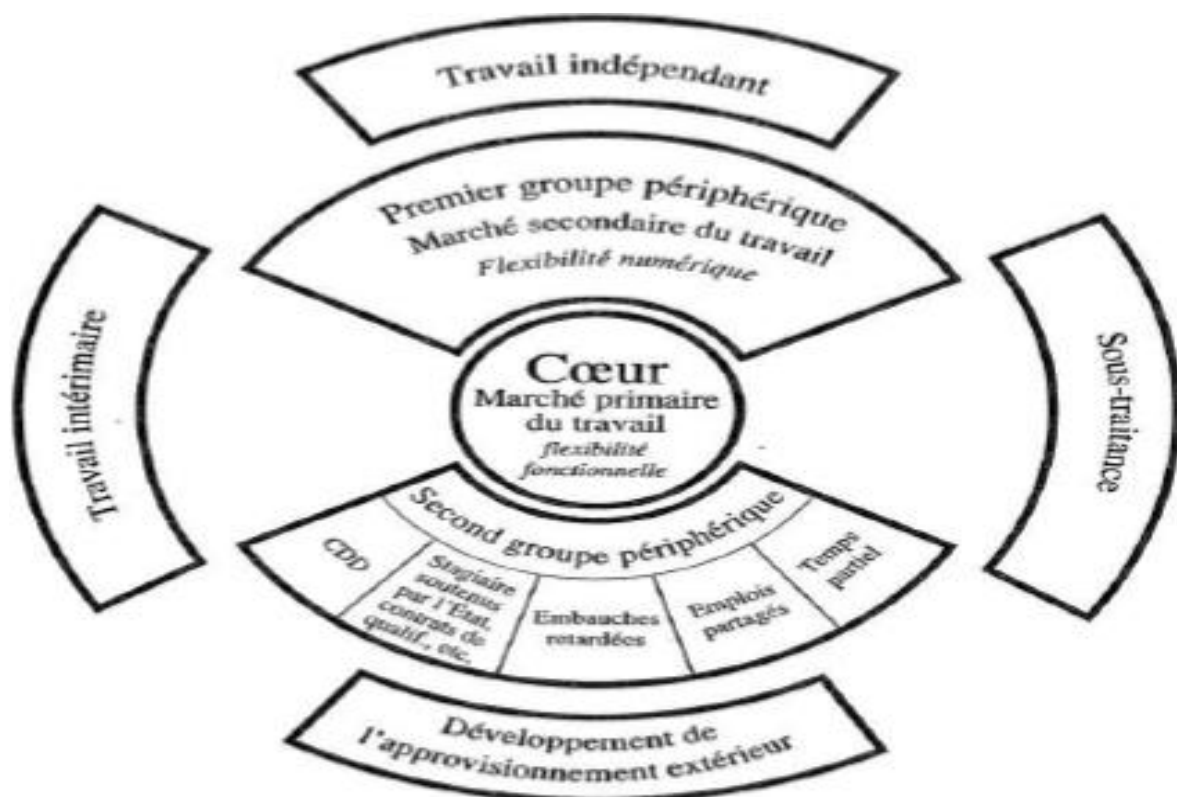 Travail indépendant
Premier groupe périphérique
Marché secondaire du travail
Flexibilité numérique
Travail intérimaire
Sous-traitance
Cœur
Marché primaire
du travail
flexibilité
fonctionnelle
Second groupe périphérique
CDD
Stagiaire
soutenus
par l'État,
contrats de
qualif., etc.
Embauches
retardées
Emplois
partagés
Temps
partiel
Développement de
l'approvisionnement extérieur